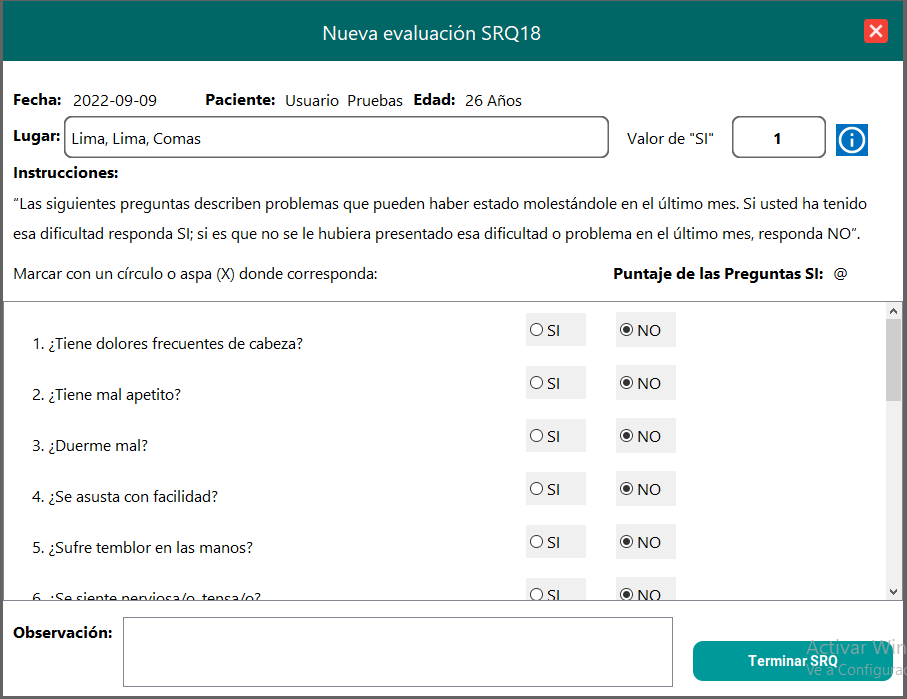 Nueva evaluación SRQ18
Fecha: 2022-09-09 Paciente: Usuario Pruebas Edad: 26 Años
Lugar: Lima, Lima, Comas Valor de "SI" 1
Instrucciones:
“Las siguientes preguntas describen problemas que pueden haber estado molestándole en el último mes. Si usted ha tenido
esa dificultad responda SI; si es que no se le hubiera presentado esa dificultad o problema en el último mes, responda NO”.
Marcar con un círculo o aspa (X) donde corresponda: Puntaje de las Preguntas SI: @
1. ¿Tiene dolores frecuentes de cabeza? SI NO
2. ¿Tiene mal apetito? SI NO
3. ¿Duerme mal? SI NO
4. ¿Se asusta con facilidad? SI NO
5. ¿Sufre temblor en las manos? SI NO
6. ¿Se siente nerviosa/o, tensa/o? SI NO
Observación:
Activar Win
Terminar SRQ
Ve a Configura